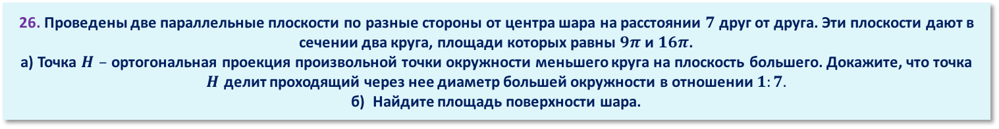 26. Проведены две параллельные плоскости по разные стороны от центра шара на расстоянии 7 друг от друга. Эти плоскости дают в
сечении два круга, площади которых равны 9π и 16π.
а) Точка H – ортогональная проекция произвольной точки окружности меньшего круга на плоскость большего. Докажите, что точка
H делит проходящий через нее диаметр большей окружности в отношении 1:7.
б) Найдите площадь поверхности шара.